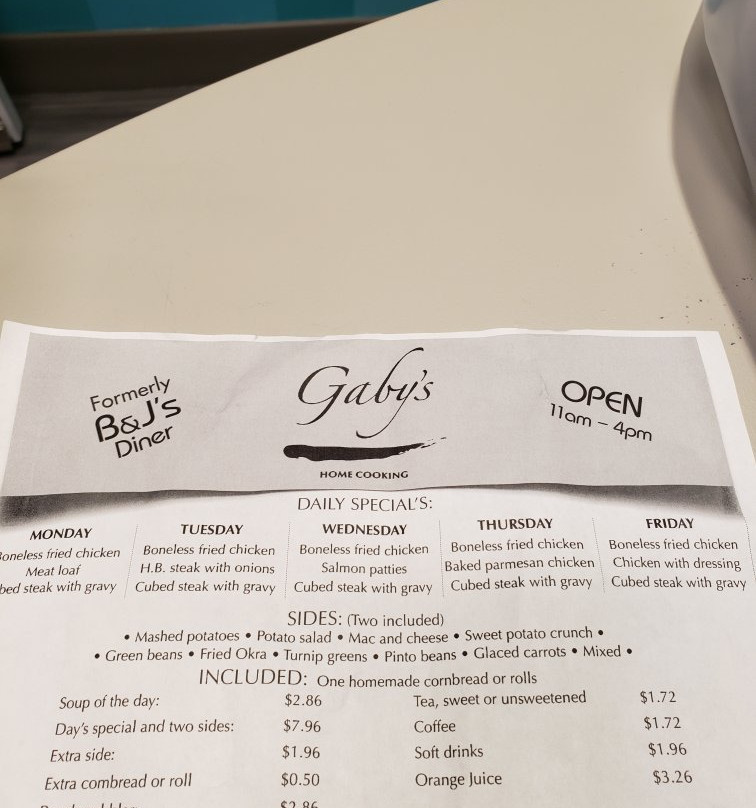 Formerly
B&J's
Diner
Gaby's
HOME COOKING
OPEN
11am - 4pm
DAILY SPECIAL'S:
MONDAY
Boneless fried chicken
Meat loaf
bed steak with gravy
TUESDAY
Boneless fried chicken
H.B. steak with onions
Cubed steak with gravy
WEDNESDAY
Boneless fried chicken
Salmon patties
Cubed steak with gravy
THURSDAY
Boneless fried chicken
Baked parmesan chicken
Cubed steak with gravy
FRIDAY
Boneless fried chicken
Chicken with dressing
Cubed steak with gravy
SIDES: (Two included)
• Mashed potatoes • Potato salad • Mac and cheese • Sweet potato crunch •
• Green beans • Fried Okra • Turnip greens • Pinto beans • Glaced carrots • Mixed •
INCLUDED: One homemade cornbread or rolls
Soup of the day: $2.86
Day's special and two sides: $7.96
Extra side: $1.96
Extra cornbread or roll $0.50
$2.86
Tea, sweet or unsweetened $1.72
Coffee $1.72
Soft drinks $1.96
Orange Juice $3.26